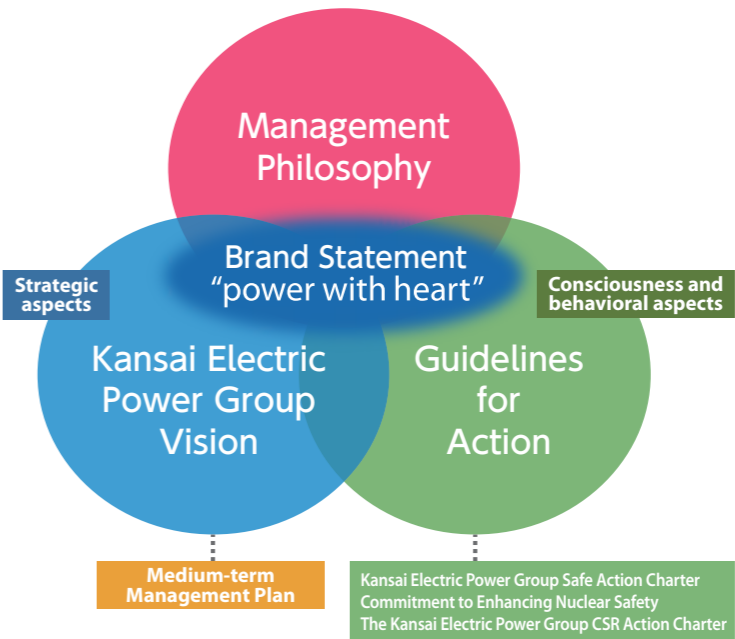 Management
Philosophy
Brand Statement
“power with heart”
Strategic
aspects
Consciousness and
behavioral aspects
Kansai Electric
Power Group
Vision
Guidelines
for
Action
Medium-term
Management Plan
Kansai Electric Power Group Safe Action Charter
Commitment to Enhancing Nuclear Safety
The Kansai Electric Power Group CSR Action Charter